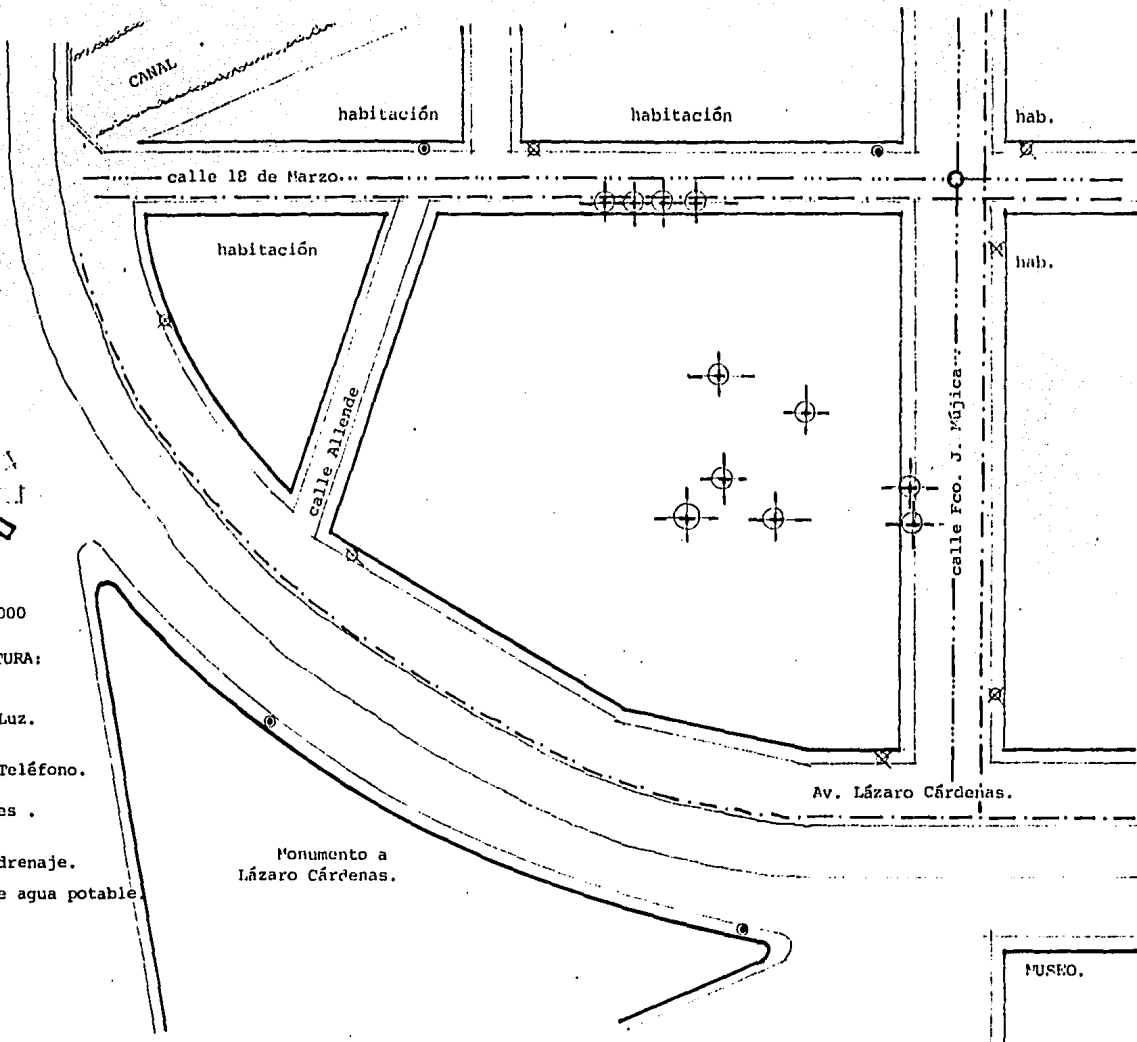 CANAL
habitación
habitación
hab.
calle 18 de Marzo
habitación
hab.
calle Allende
calle Fco. J. Mújica
000
TURA:
Luz.
Teléfono.
es .
drenaje.
e agua potable.
Av. Lázaro Cárdenas.
Monumento a
Lázaro Cárdenas.
MUSEO.